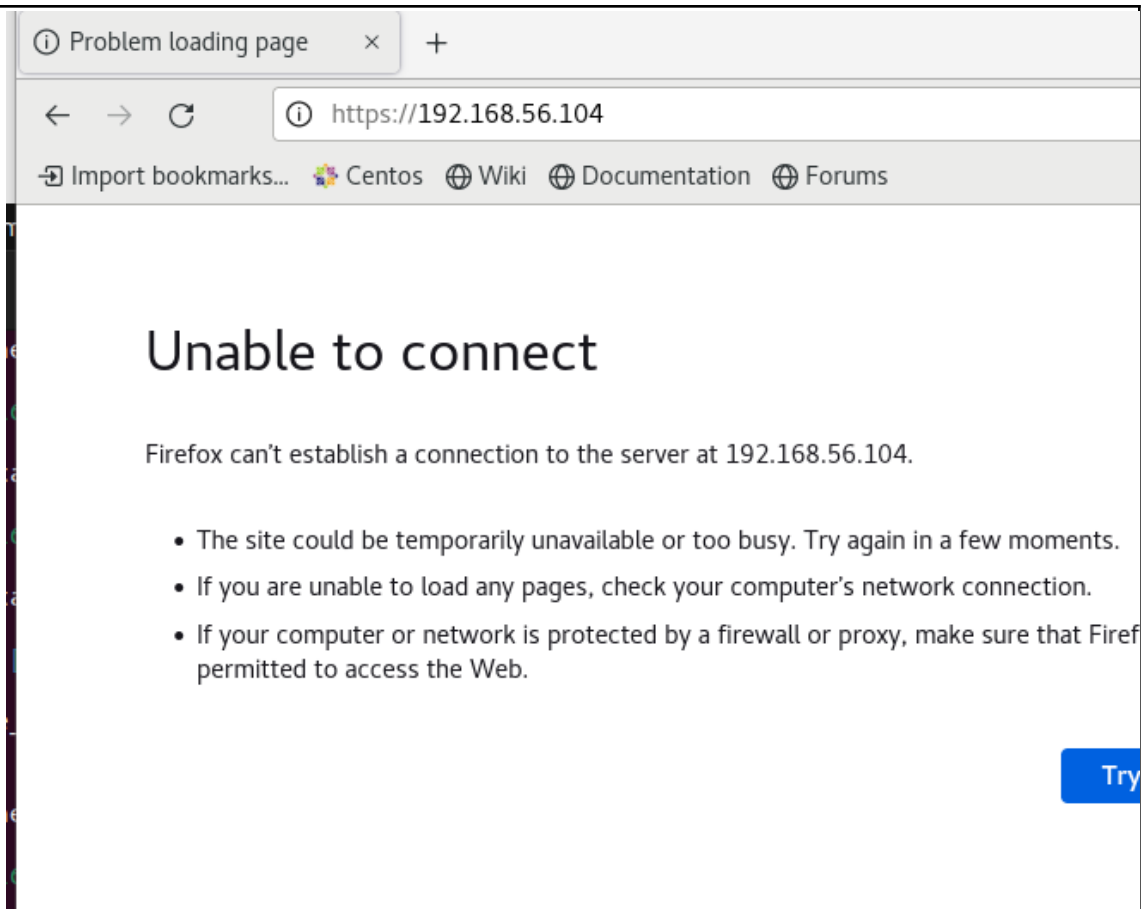 Problem loading page
https://192.168.56.104
Import bookmarks... Centos Wiki Documentation Forums
Unable to connect
Firefox can't establish a connection to the server at 192.168.56.104.
• The site could be temporarily unavailable or too busy. Try again in a few moments.
• If you are unable to load any pages, check your computer's network connection.
• If your computer or network is protected by a firewall or proxy, make sure that
permitted to access the Web.
Try